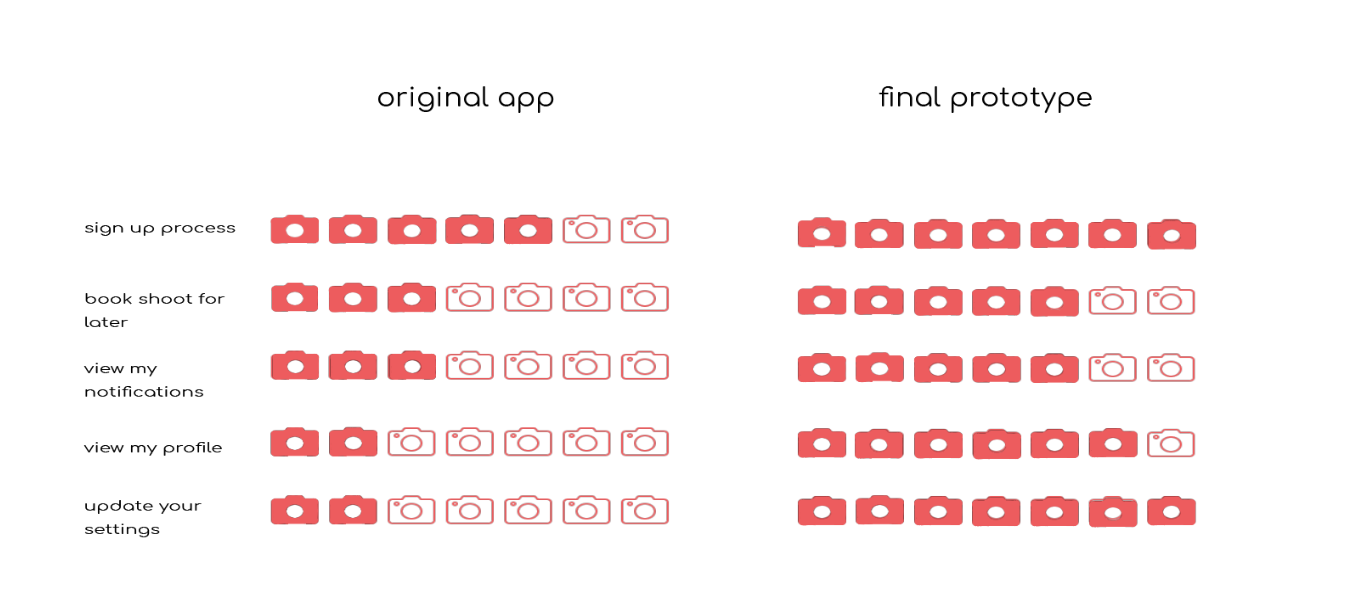 original app
final prototype
sign up process
book shoot for
later
view my
notifications
view my profile
update your
settings